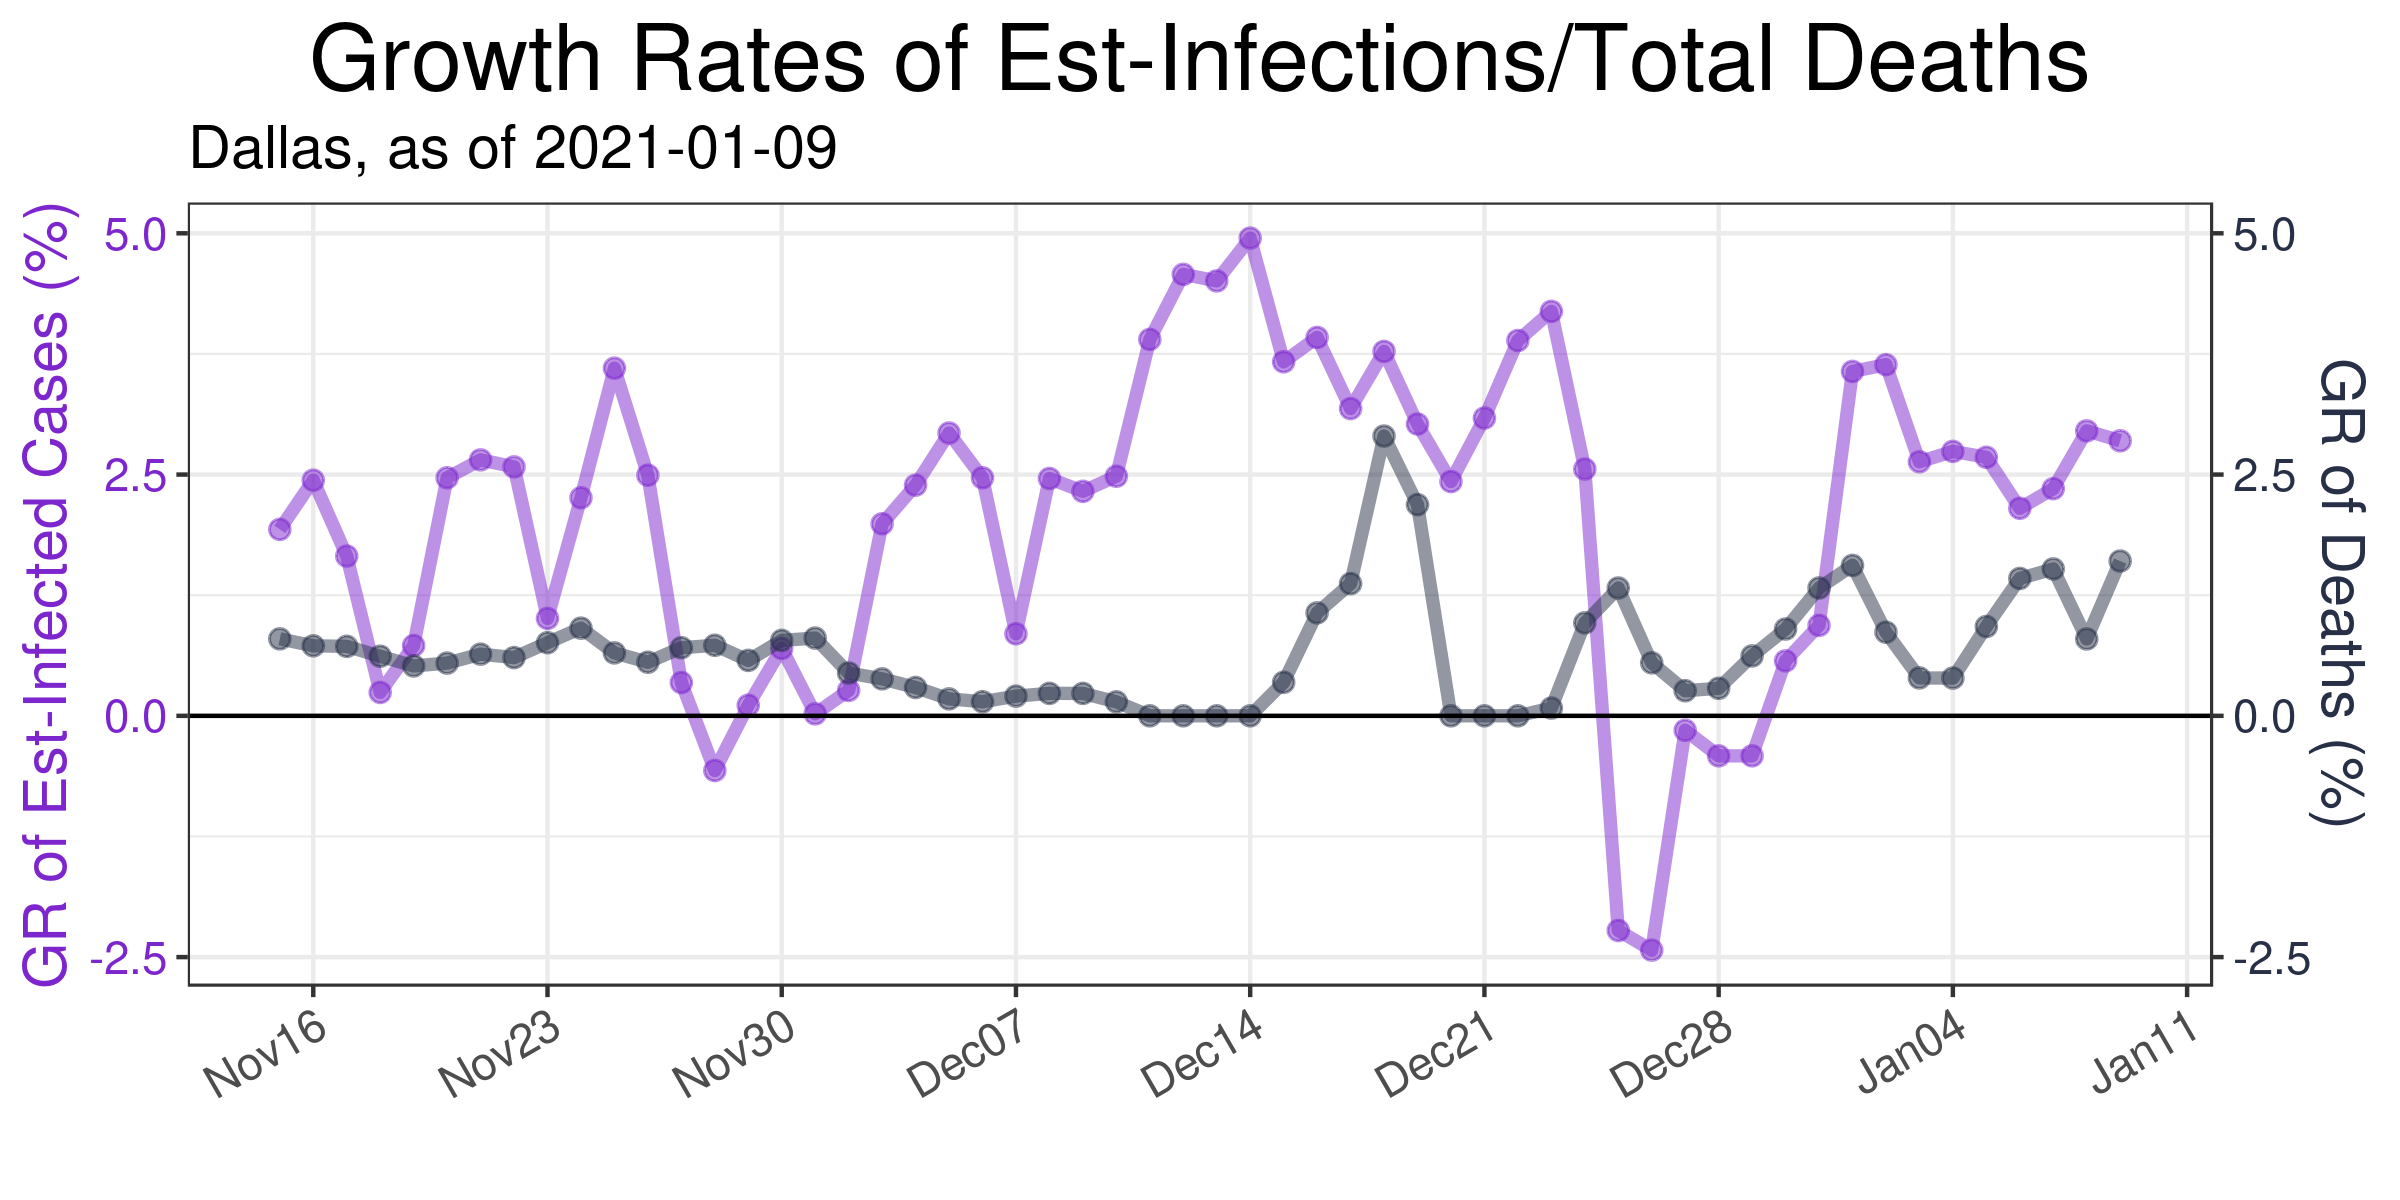 Growth Rates of Est-Infections/Total Deaths
Dallas, as of 2021-01-09
GR of Est-Infected Cases (%)
5.0
2.5
0.0
-2.5
5.0
2.5
0.0
-2.5
GR of Deaths (%)
Nov16
Nov23
Nov30
Dec07
Dec14
Dec21
Dec28
Jan04
Jan11